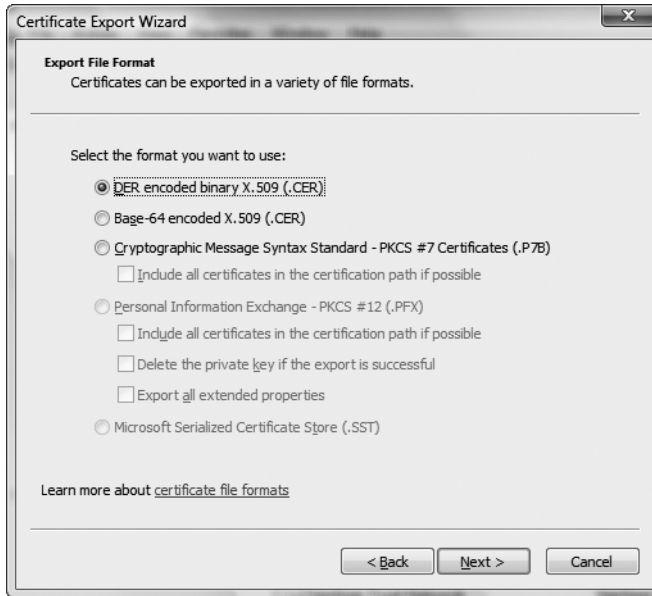 Certificate Export Wizard
Export File Format
Certificates can be exported in a variety of file formats.
Select the format you want to use:
DER encoded binary X.509 (.CER)
Base-64 encoded X.509 (.CER)
Cryptographic Message Syntax Standard - PKCS #7 Certificates (.P7B)
Include all certificates in the certification path if possible
Personal Information Exchange - PKCS #12 (.PFX)
Include all certificates in the certification path if possible
Delete the private key if the export is successful
Export all extended properties
Microsoft Serialized Certificate Store (.SST)
Learn more about certificate file formats
< Back Next > Cancel